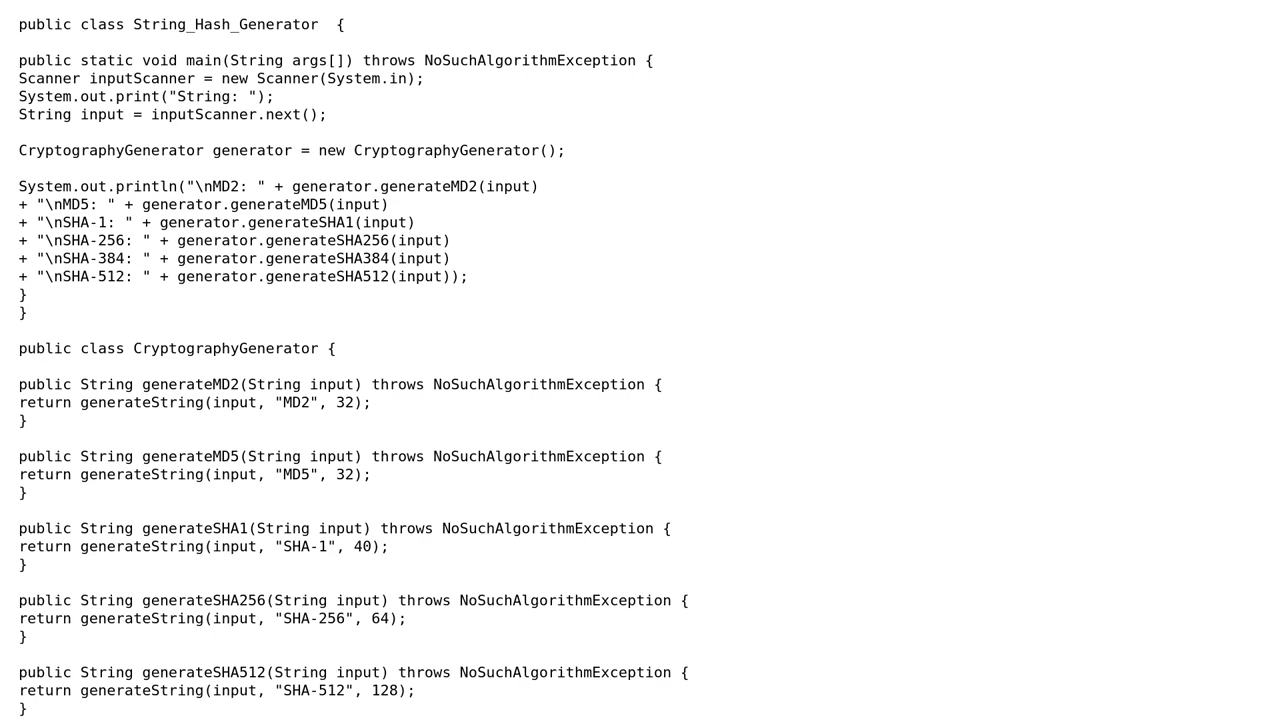 public class String_Hash_Generator  {
public static void main(String args[]) throws NoSuchAlgorithmException {
Scanner inputScanner = new Scanner(System.in);
System.out.print("String: ");
String input = inputScanner.next();
CryptographyGenerator generator = new CryptographyGenerator();
System.out.println("\nMD2: " + generator.generateMD2(input)
+ "\nMD5: " + generator.generateMD5(input)
+ "\nSHA-1: " + generator.generateSHA1(input)
+ "\nSHA-256: " + generator.generateSHA256(input)
+ "\nSHA-384: " + generator.generateSHA384(input)
+ "\nSHA-512: " + generator.generateSHA512(input));
}
}
public class CryptographyGenerator {
public String generateMD2(String input) throws NoSuchAlgorithmException {
return generateString(input, "MD2", 32);
}
public String generateMD5(String input) throws NoSuchAlgorithmException {
return generateString(input, "MD5", 32);
}
public String generateSHA1(String input) throws NoSuchAlgorithmException {
return generateString(input, "SHA-1", 40);
}
public String generateSHA256(String input) throws NoSuchAlgorithmException {
return generateString(input, "SHA-256", 64);
}
public String generateSHA512(String input) throws NoSuchAlgorithmException {
return generateString(input, "SHA-512", 128);
}